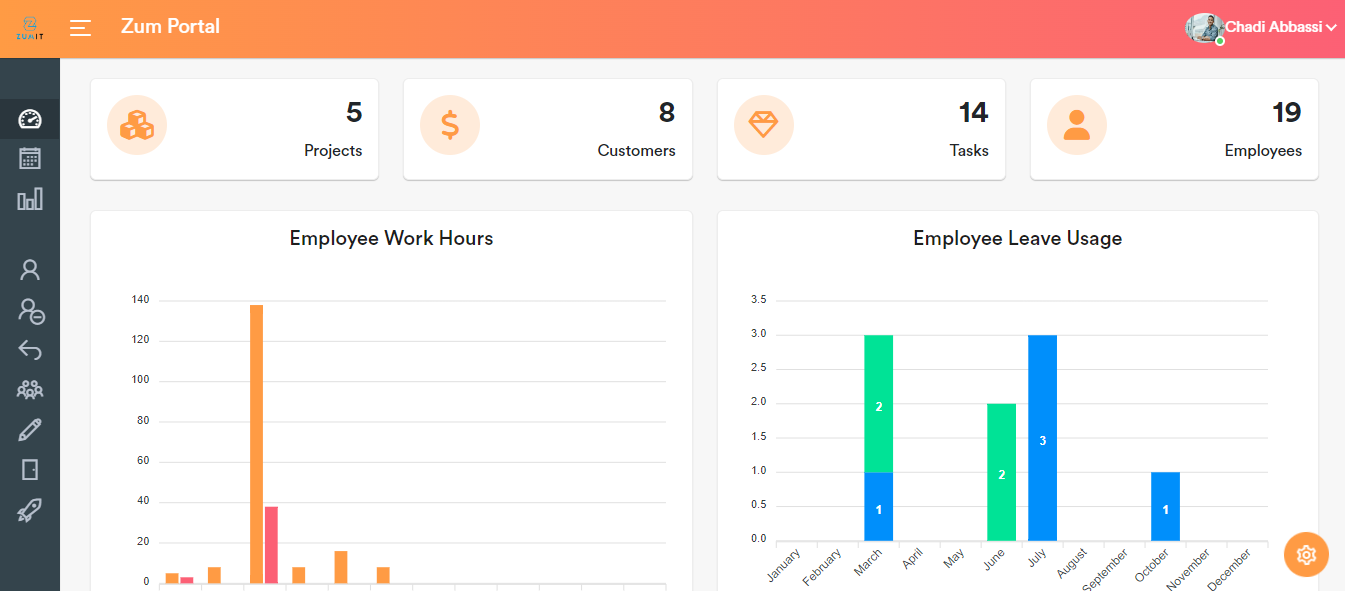 ZUMIT
Zum Portal
Chadi Abbassi
5
Projects
8
Customers
14
Tasks
19
Employees
Employee Work Hours
140
120
100
80
60
40
20
0
Employee Leave Usage
3.5
3.0
2.5
2.0
1.5
1.0
0.5
0.0
2
1
2
3
1
January
February
March
April
May
June
July
August
September
October
November
December